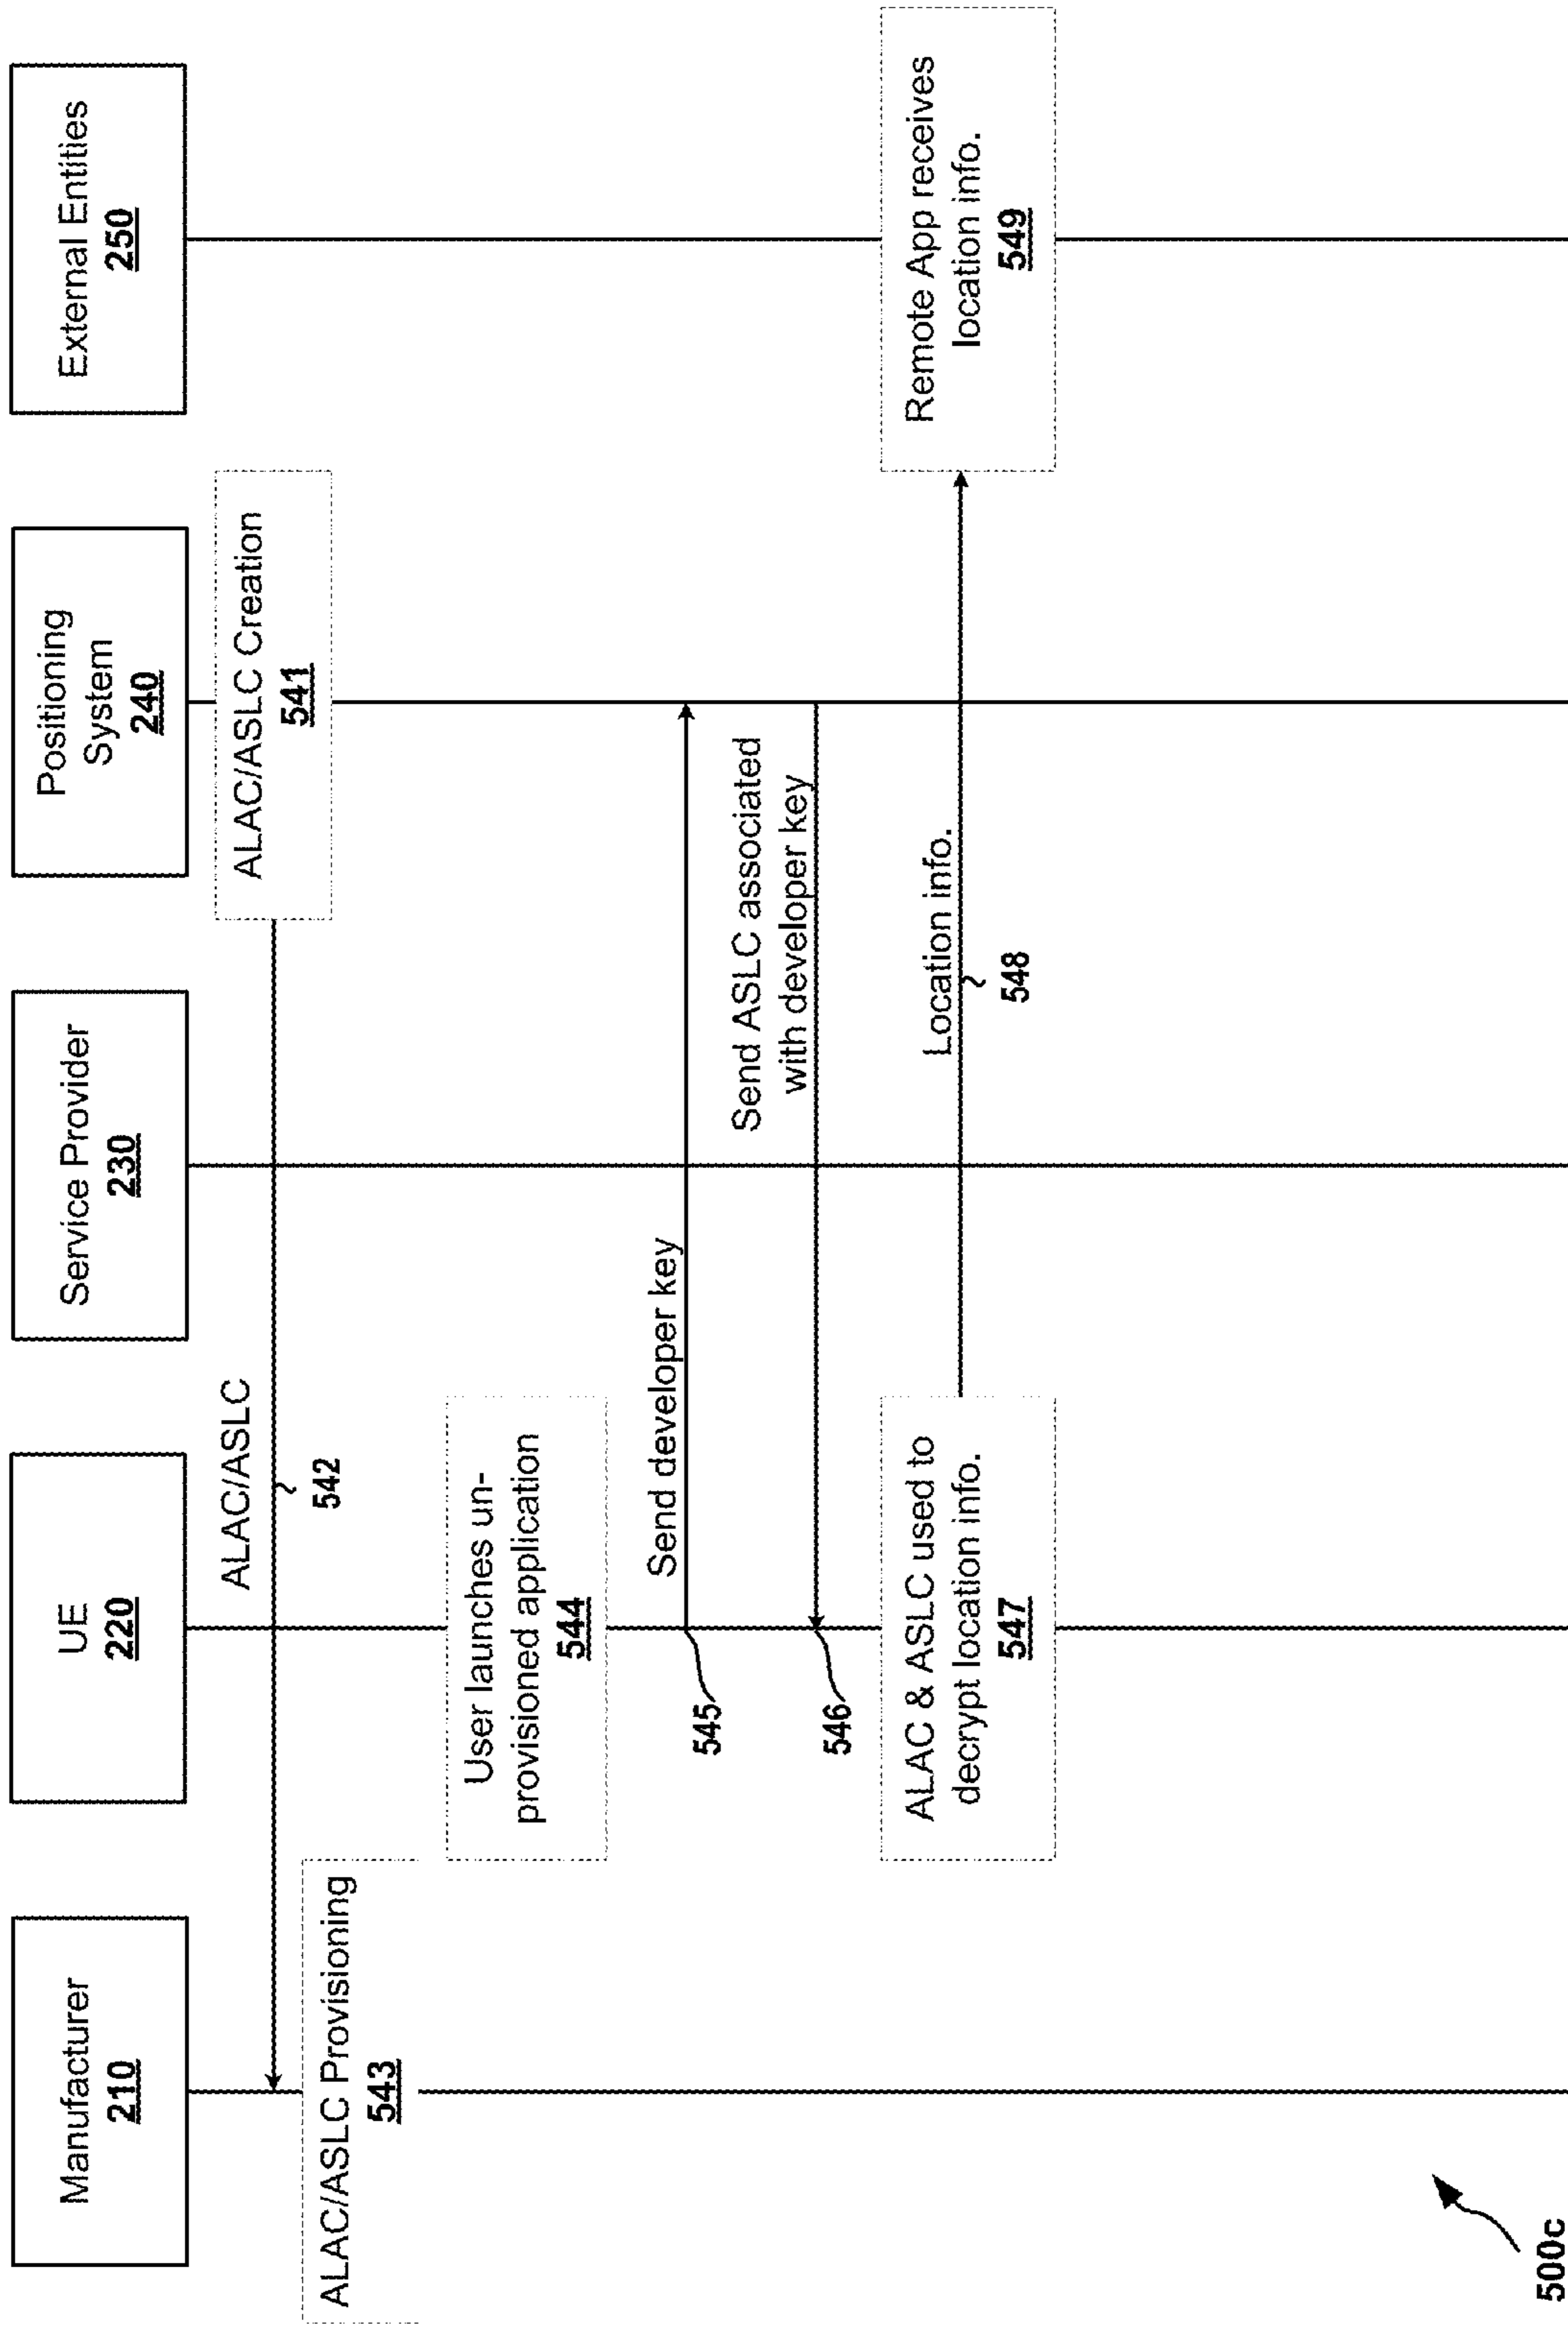 Manufacturer
210
UE
220
Service Provider
230
Positioning
System
240
External Entities
250
ALAC/ASLC Creation
541
ALAC/ASLC
542
ALAC/ASLC Provisioning
543
User launches un-
provisioned application
544
Send developer key
545
Send ASLC associated
with developer key
546
ALAC & ASLC used to
decrypt location info.
547
Location info.
548
Remote App receives
location info.
549
500c